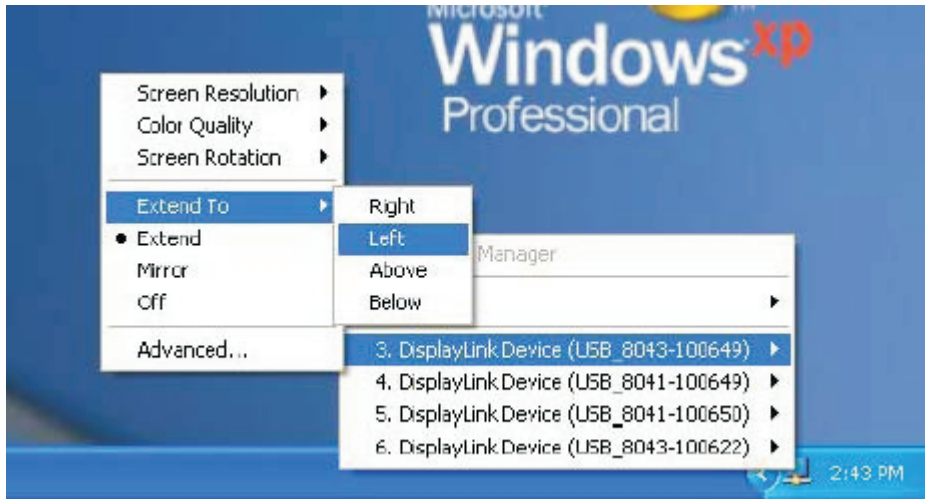 Microsoft
Windows xp
Professional
Screen Resolution
Color Quality
Screen Rotation
Extend To
Extend
Mirror
Off
Advanced...
Right
Left
Above
Below
Manager
3. DisplayLink Device (USB_8043-100649)
4. DisplayLink Device (USB_8041-100649)
5. DisplayLink Device (USB_8041-100650)
6. DisplayLink Device (USB_8043-100622)
2:43 PM